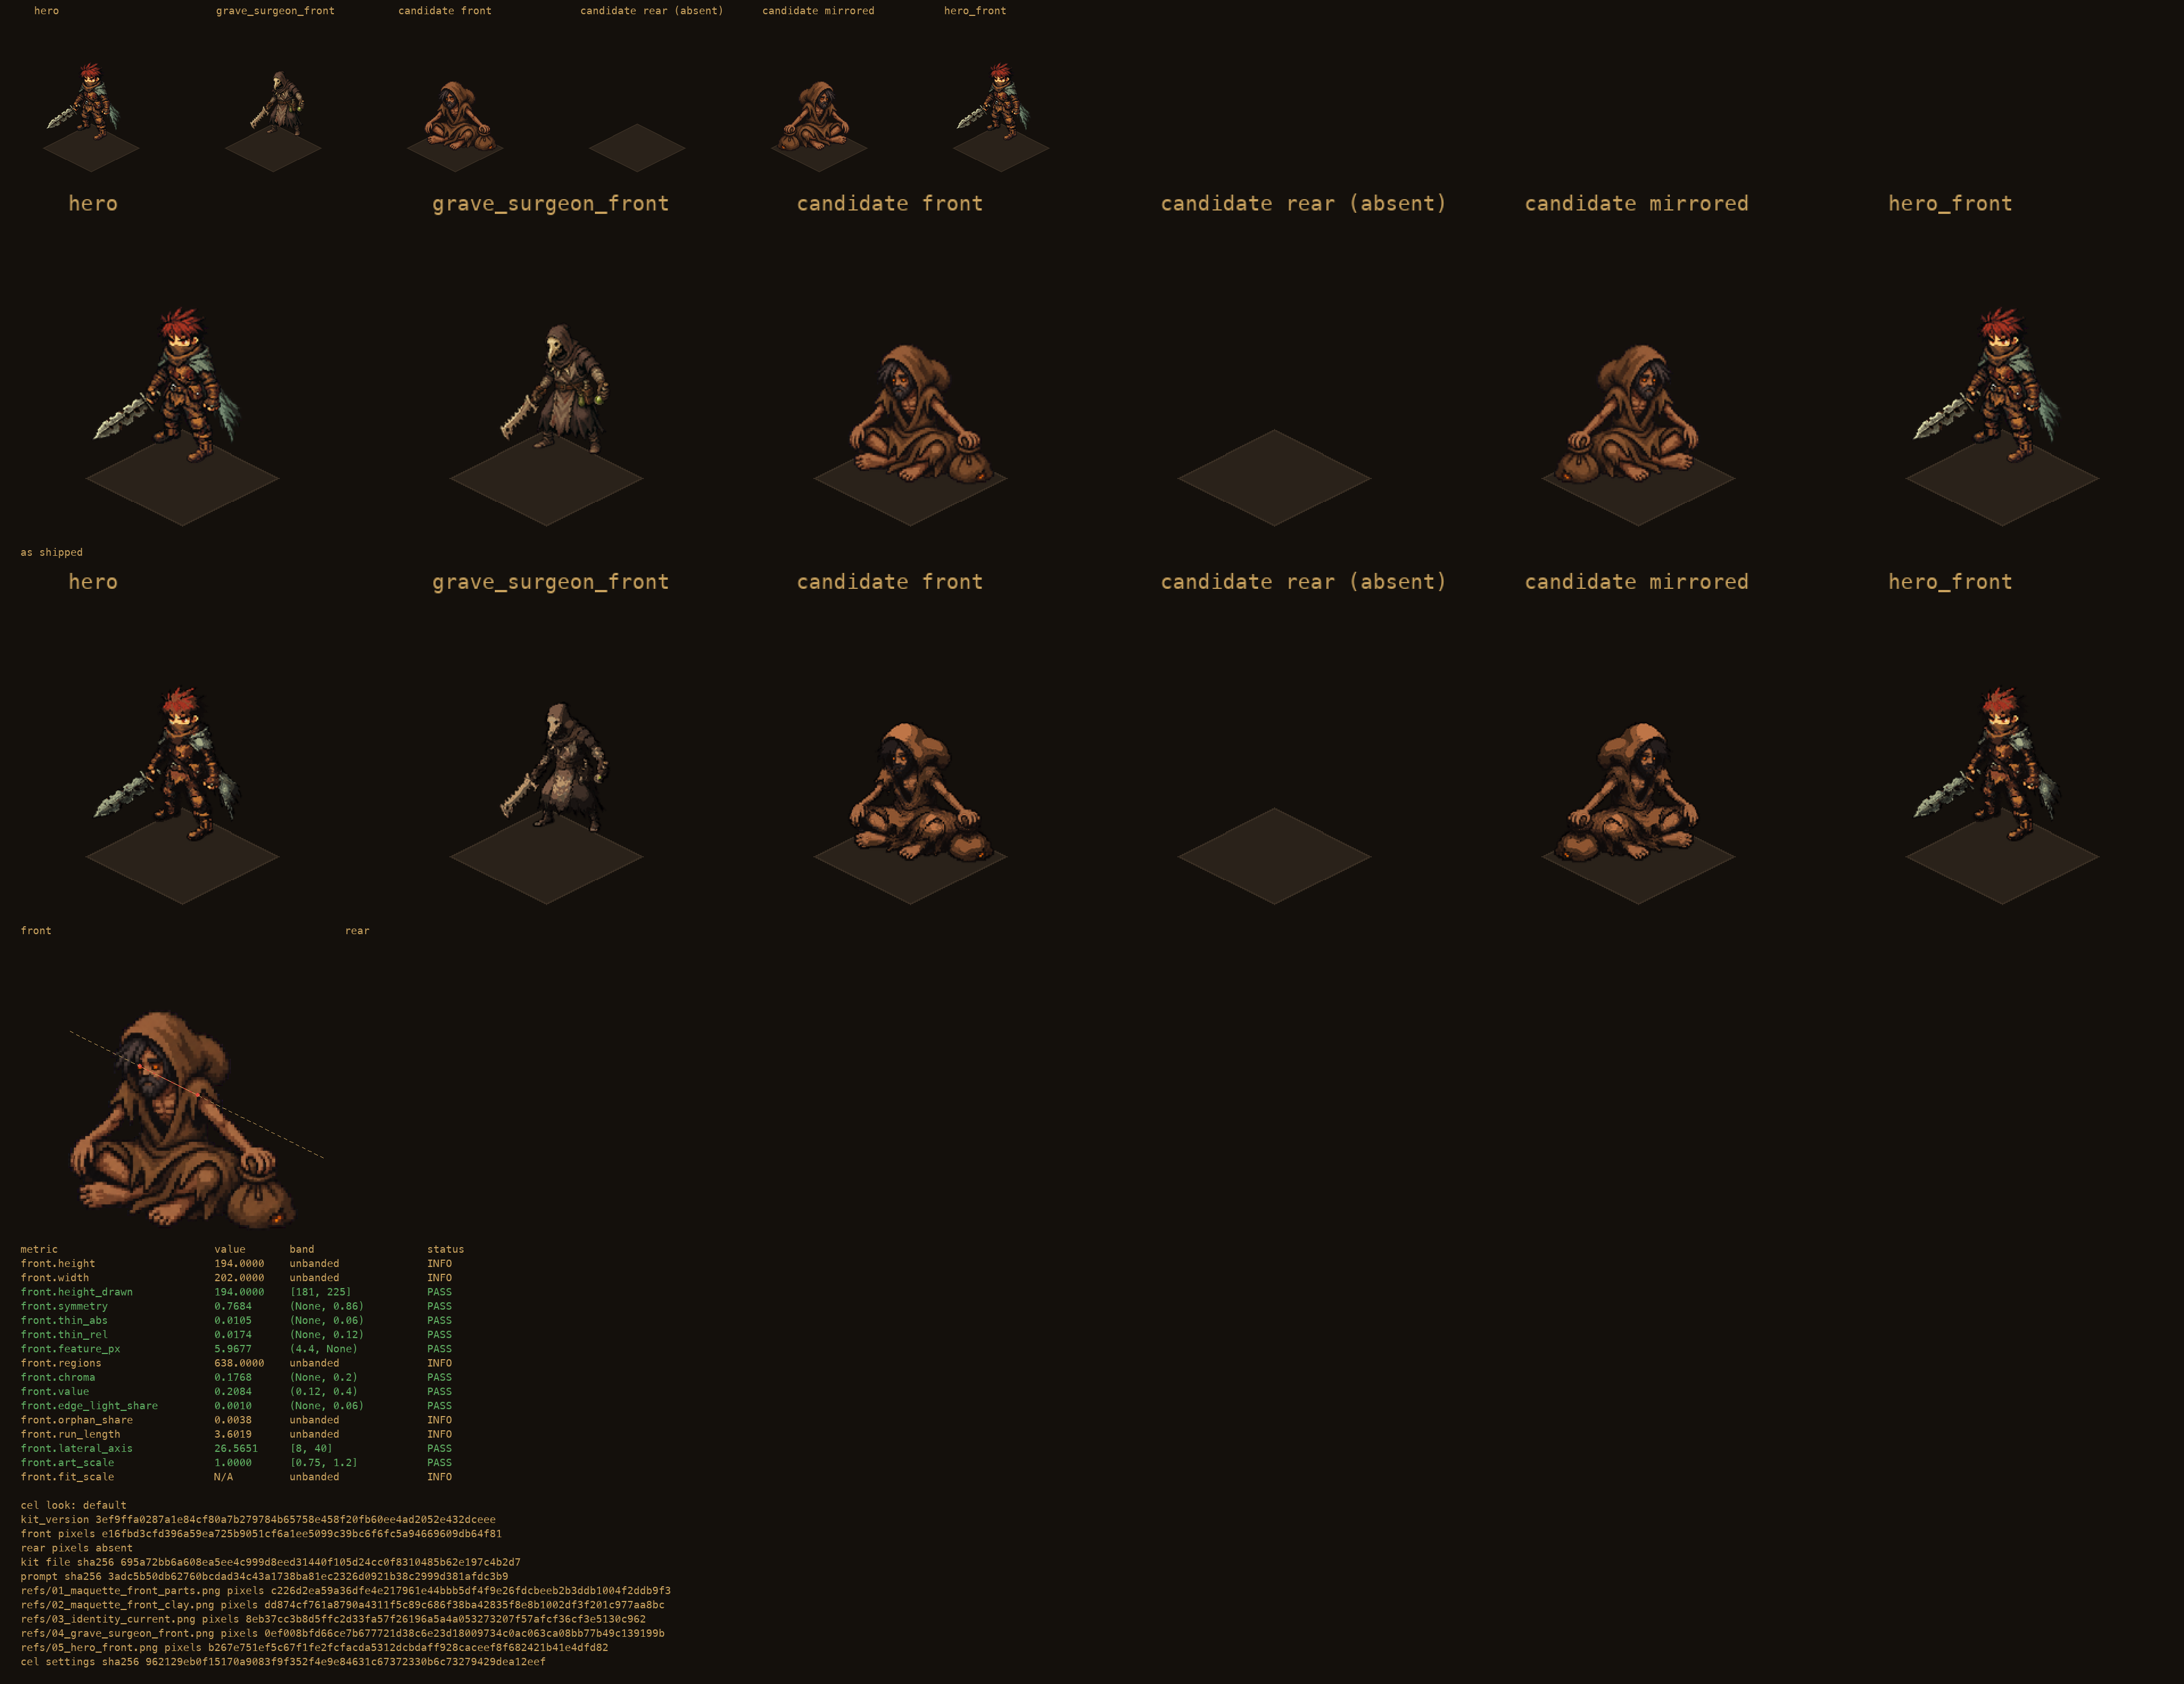 hero grave_surgeon_front candidate front candidate rear (absent) candidate mirrored hero_front
hero grave_surgeon_front candidate front candidate rear (absent) candidate mirrored hero_front
as shipped
hero grave_surgeon_front candidate front candidate rear (absent) candidate mirrored hero_front
front rear
metric value band status
front.height 194.0000 unbanded INFO
front.width 202.0000 unbanded INFO
front.height_drawn 194.0000 [181, 225] PASS
front.symmetry 0.7684 (None, 0.86) PASS
front.thin_abs 0.0105 (None, 0.06) PASS
front.thin_rel 0.0174 (None, 0.12) PASS
front.feature_px 5.9677 (4.4, None) PASS
front.regions 638.0000 unbanded INFO
front.chroma 0.1768 (None, 0.2) PASS
front.value 0.2084 (0.12, 0.4) PASS
front.edge_light_share 0.0010 (None, 0.06) PASS
front.orphan_share 0.0038 unbanded INFO
front.run_length 3.6019 unbanded INFO
front.lateral_axis 26.5651 [8, 40] PASS
front.art_scale 1.0000 [0.75, 1.2] PASS
front.fit_scale N/A unbanded INFO
cel look: default
kit_version 3ef9ffa0287a1e84cf80a7b279784b65758e458f20fb60ee4ad2052e432dceee
front pixels e16fbd3cfd396a59ea725b9051cf6a1ee5099c39bc6f6fc5a94669609db64f81
rear pixels absent
kit file sha256 695a72bb6a608ea5ee4c999d8eed31440f105d24cc0f8310485b62e197c4b2d7
prompt sha256 3adc5b50db62760bcdad34c43a1738ba81ec2326d0921b38c2999d381afdc3b9
refs/01_maquette_front_parts.png pixels c226d2ea59a36dfe4e217961e44bbb5df4f9e26fdcbeeb2b3ddb1004f2ddb9f3
refs/02_maquette_front_clay.png pixels dd874cf761a8790a4311f5c89c686f38ba42835f8e8b1002df3f201c977aa8bc
refs/03_identity_current.png pixels 8eb37cc3b8d5ffc2d33fa57f26196a5a4a053273207f57afcf36cf3e5130c962
refs/04_grave_surgeon_front.png pixels 0ef008bfd66ce7b677721d38c6e23d18009734c0ac063ca08bb77b49c139199b
refs/05_hero_front.png pixels b267e751ef5c67f1fe2fcfacda5312dcbdaff928caceef8f682421b41e4dfd82
cel settings sha256 962129eb0f15170a9083f9f352f4e9e84631c67372330b6c73279429dea12eef